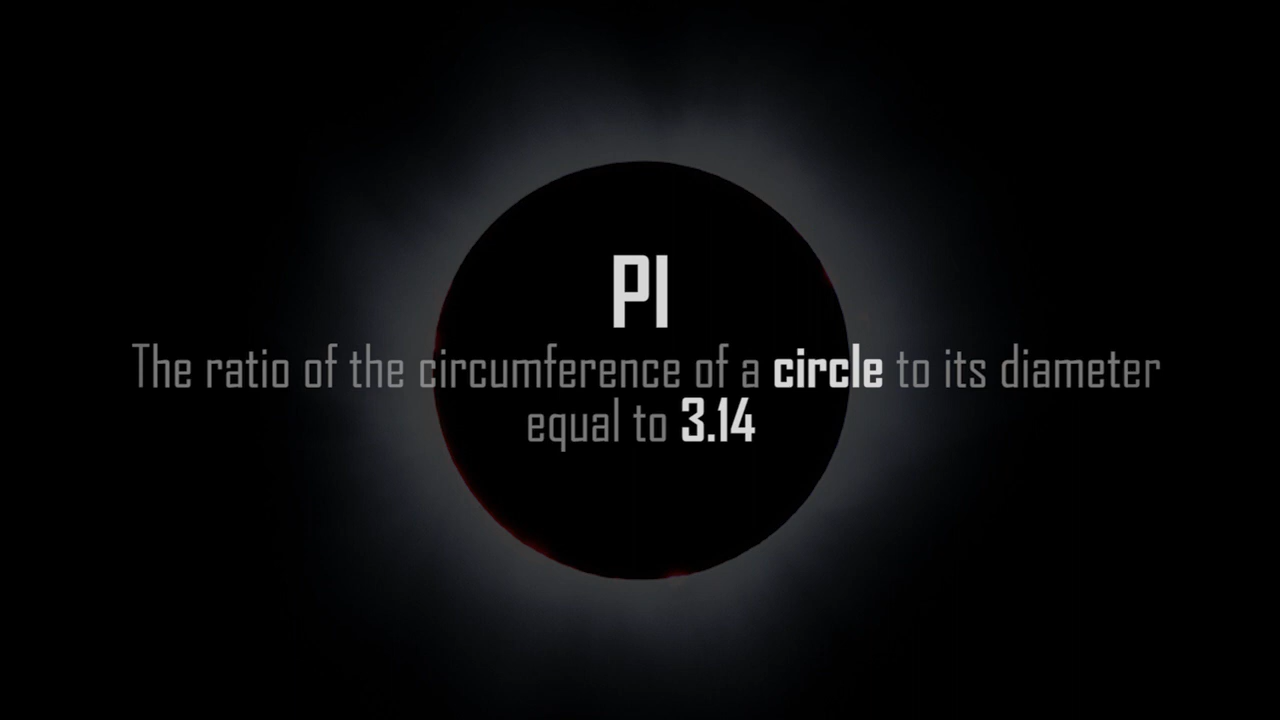 PI
The ratio of the circumference of a circle to its diameter
equal to 3.14